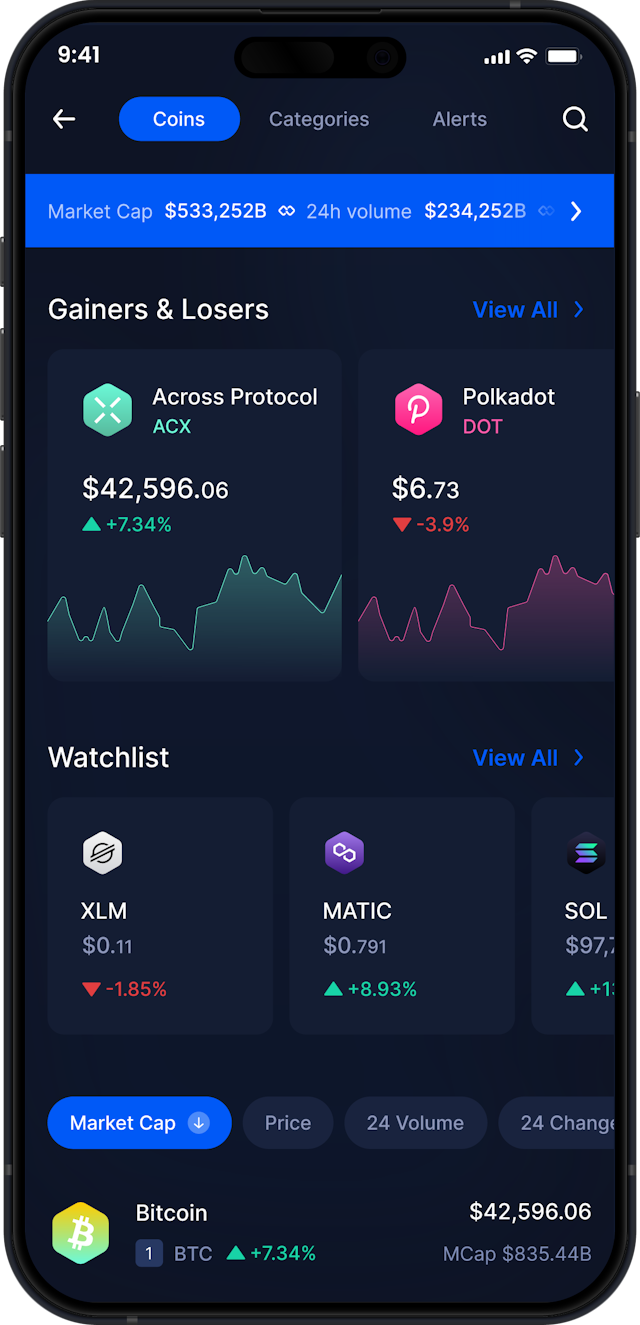 9:41
Coins Categories Alerts
Market Cap $533,252B 24h volume $234,252B
Gainers & Losers View All
Across Protocol
ACX
$42,596.06
+7.34%
Polkadot
DOT
$6.73
-3.9%
Watchlist View All
XLM
$0.11
-1.85%
MATIC
$0.791
+8.93%
SOL
$97,7
+13
Market Cap Price 24 Volume 24 Change
Bitcoin $42,596.06
1 BTC +7.34% MCap $835.44B